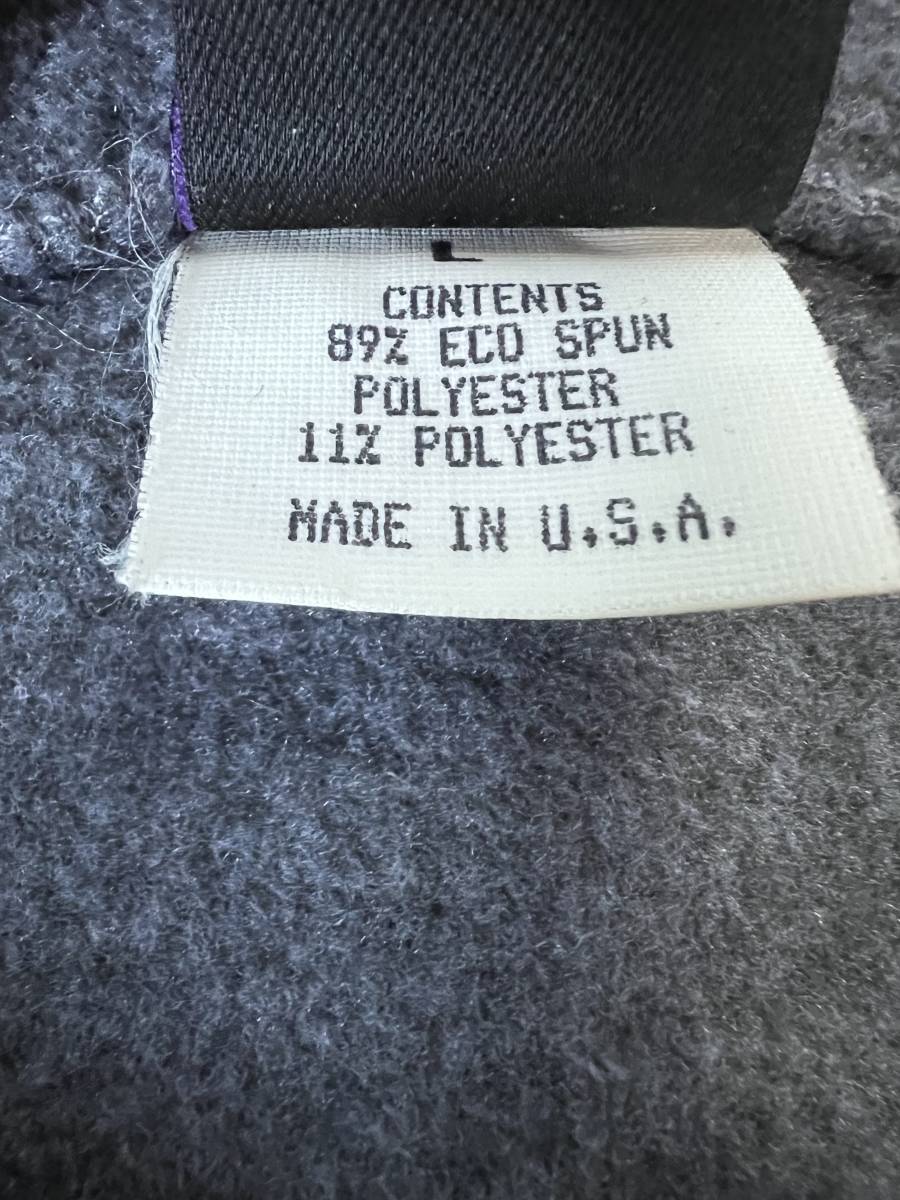 L
CONTENTS
89% ECO SPUN
POLYESTER
11% POLYESTER
MADE IN U.S.A.